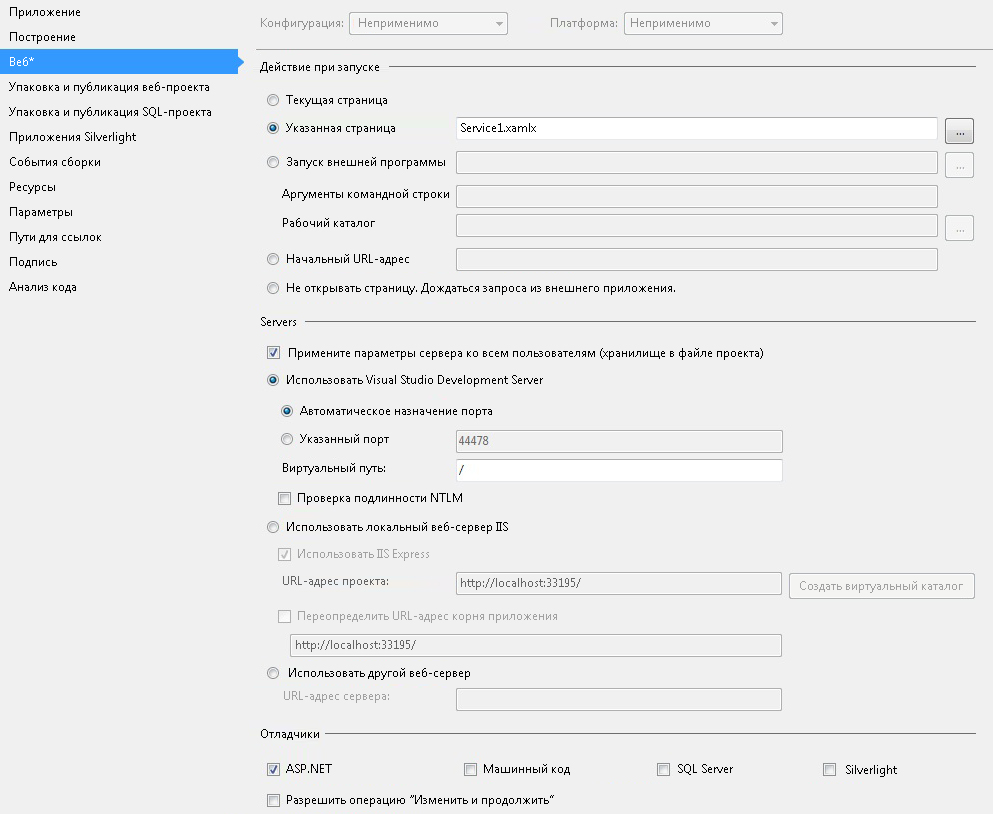 Приложение
Построение
Веб*
Упаковка и публикация веб-проекта
Упаковка и публикация SQL-проекта
Приложения Silverlight
События сборки
Ресурсы
Параметры
Пути для ссылок
Подпись
Анализ кода
Конфигурация: Неприменимо Платформа: Неприменимо
Действие при запуске
Текущая страница
Указанная страница Service1.xamlx ...
Запуск внешней программы ...
Аргументы командной строки
Рабочий каталог ...
Начальный URL-адрес
Не открывать страницу. Дождаться запроса из внешнего приложения.
Servers
Примените параметры сервера ко всем пользователям (хранилище в файле проекта)
Использовать Visual Studio Development Server
Автоматическое назначение порта
Указанный порт 44478
Виртуальный путь: /
Проверка подлинности NTLM
Использовать локальный веб-сервер IIS
Использовать IIS Express
URL-адрес проекта: http://localhost:33195/ Создать виртуальный каталог
Переопределить URL-адрес корня приложения
http://localhost:33195/
Использовать другой веб-сервер
URL-адрес сервера:
Отладчики
ASP.NET Машинный код SQL Server Silverlight
Разрешить операцию "Изменить и продолжить"